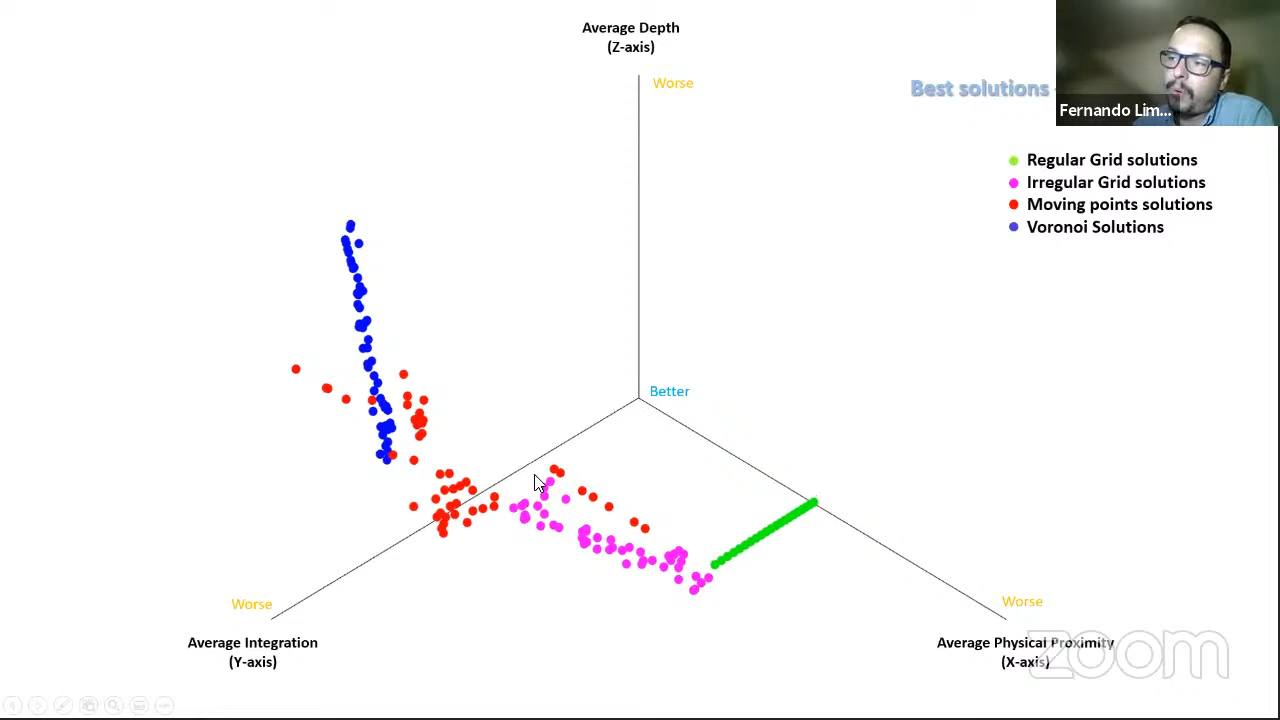 Average Depth
(Z-axis)
Worse
Best solutions
Fernando Lim...
Regular Grid solutions
Irregular Grid solutions
Moving points solutions
Voronoi Solutions
Better
Worse
Worse
Average Integration
(Y-axis)
Average Physical Proximity
(X-axis)
zoom